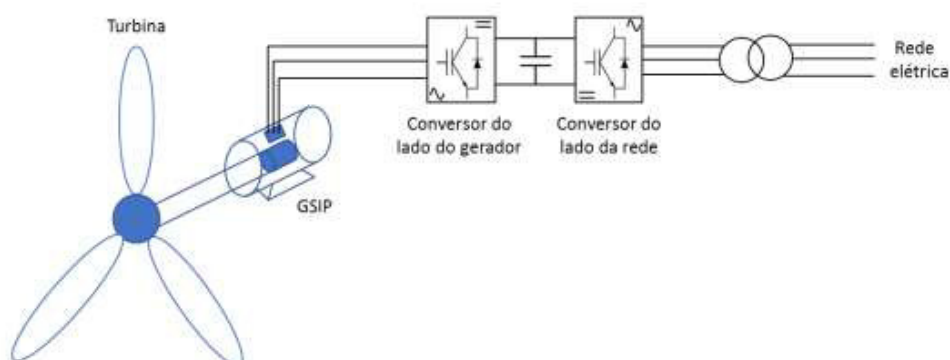 Turbina
Rede
elétrica
Conversor do
lado do gerador
Conversor do
lado da rede
GSIP